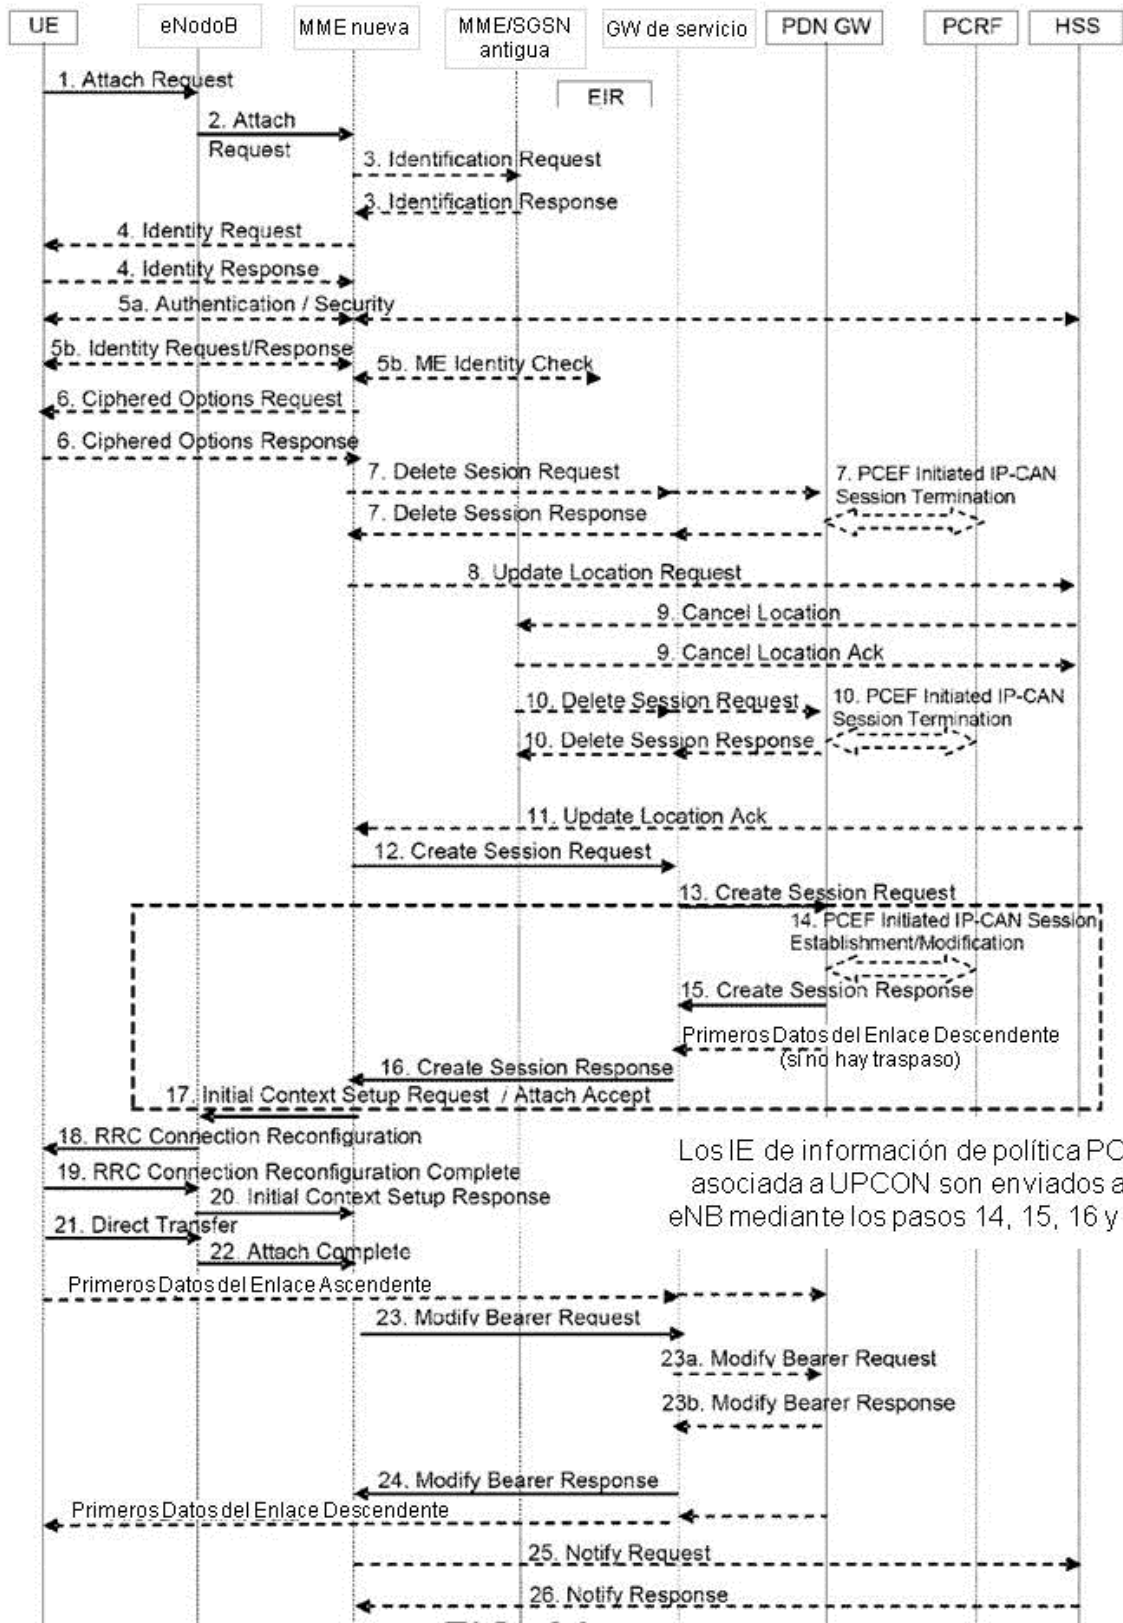 UE
eNodoB
MME nueva
MME/SGSN
antigua
GW de servicio
PDN GW
PCRF
HSS
EIR
1. Attach Request
2. Attach
Request
3. Identification Request
3. Identification Response
4. Identity Request
4. Identity Response
5a. Authentication / Security
5b. Identity Request/Response
5b. ME Identity Check
6. Ciphered Options Request
6. Ciphered Options Response
7. Delete Sesion Request
7. PCEF Initiated IP-CAN
Session Termination
7. Delete Session Response
8. Update Location Request
9. Cancel Location
9. Cancel Location Ack
10. Delete Session Request
10. PCEF Initiated IP-CAN
Session Termination
10. Delete Session Response
11. Update Location Ack
12. Create Session Request
13. Create Session Request
14. PCEF Initiated IP-CAN Session
Establishment/Modification
15. Create Session Response
Primeros Datos del Enlace Descendente
(si no hay traspaso)
16. Create Session Response
17. Initial Context Setup Request / Attach Accept
18. RRC Connection Reconfiguration
Los IE de información de política PC
asociada a UPCON son enviados a
eNB mediante los pasos 14, 15, 16 y
19. RRC Connection Reconfiguration Complete
20. Initial Context Setup Response
21. Direct Transfer
22. Attach Complete
Primeros Datos del Enlace Ascendente
23. Modify Bearer Request
23a. Modify Bearer Request
23b. Modify Bearer Response
24. Modify Bearer Response
Primeros Datos del Enlace Descendente
25. Notify Request
26. Notify Response